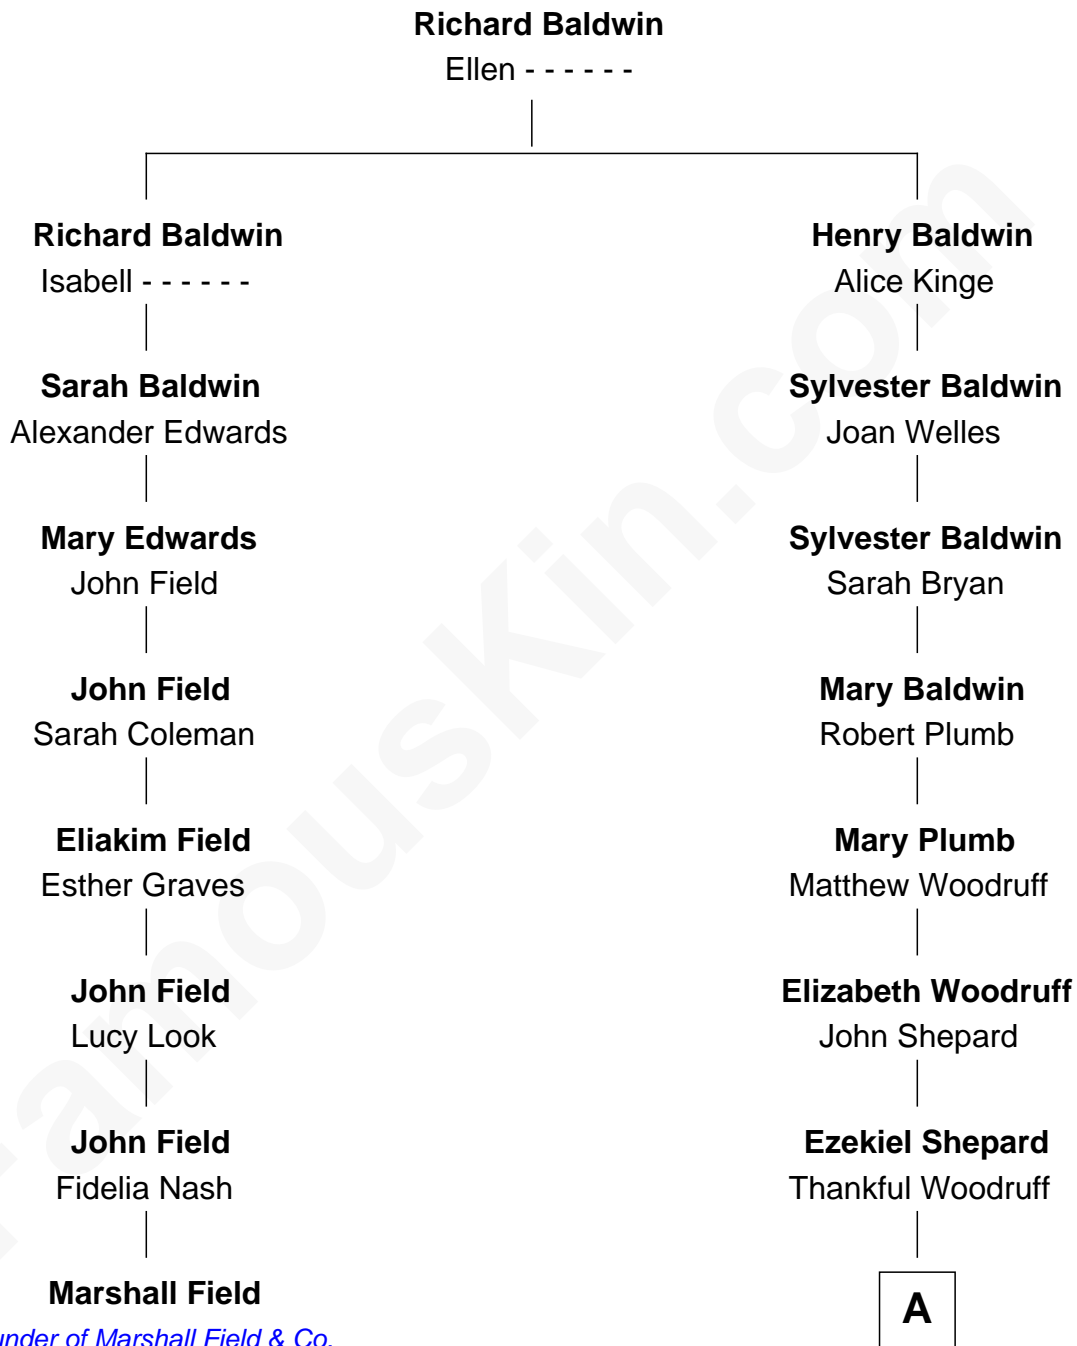 Richard Baldwin
Ellen - - - - - -
Richard Baldwin
Isabell - - - - - -
Henry Baldwin
Alice Kinge
Sarah Baldwin
Alexander Edwards
Sylvester Baldwin
Joan Welles
Mary Edwards
John Field
Sylvester Baldwin
Sarah Bryan
John Field
Sarah Coleman
Mary Baldwin
Robert Plumb
Eliakim Field
Esther Graves
Mary Plumb
Matthew Woodruff
John Field
Lucy Look
Elizabeth Woodruff
John Shepard
John Field
Fidelia Nash
Ezekiel Shepard
Thankful Woodruff
Marshall Field
under of Marshall Field & Co.
A
FamousKin.com